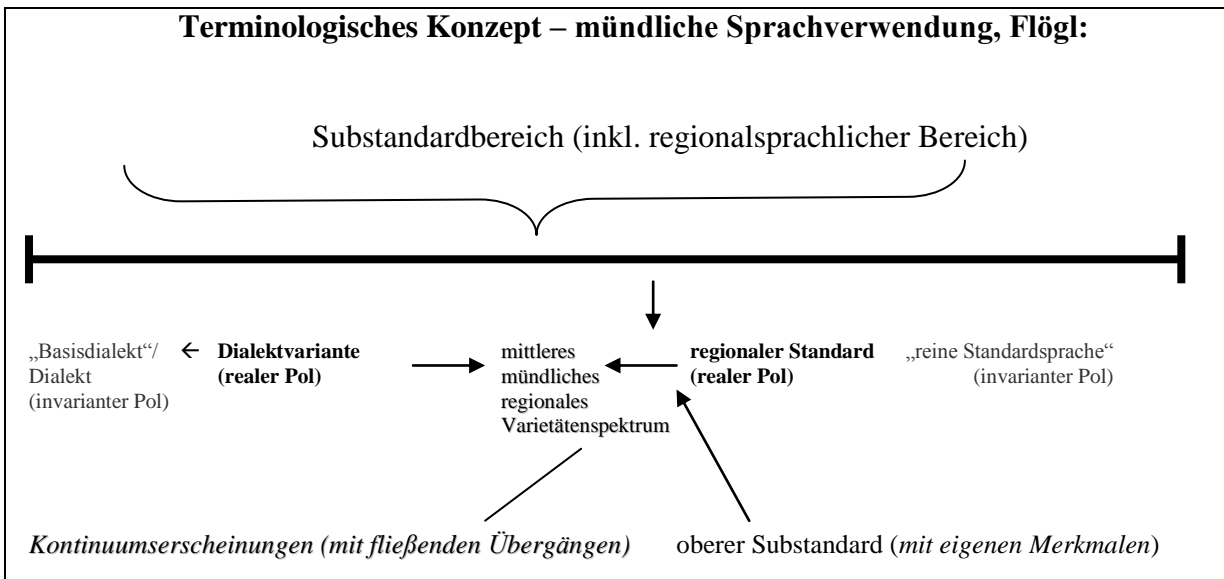 Terminologisches Konzept – mündliche Sprachverwendung, Flögl:
Substandardbereich (inkl. regionalsprachlicher Bereich)
„Basisdialekt“/
Dialekt
(invarianter Pol)
← Dialektvariante
(realer Pol)
mittleres
mündliches
regionales
Varietätenspektrum
regionaler Standard
(realer Pol)
„reine Standardsprache“
(invarianter Pol)
Kontinuumserscheinungen (mit fließenden Übergängen)
oberer Substandard (mit eigenen Merkmalen)